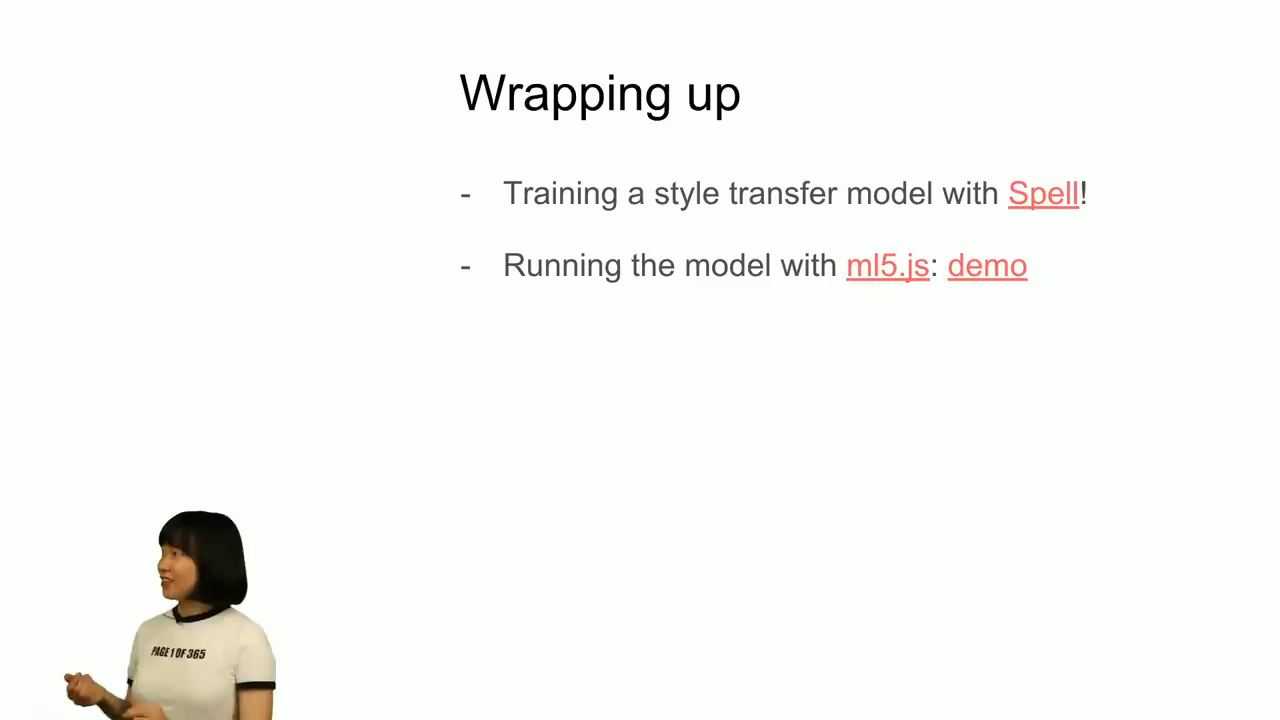 Wrapping up
- Training a style transfer model with Spell!
- Running the model with ml5.js: demo
PAGE 1 OF 365